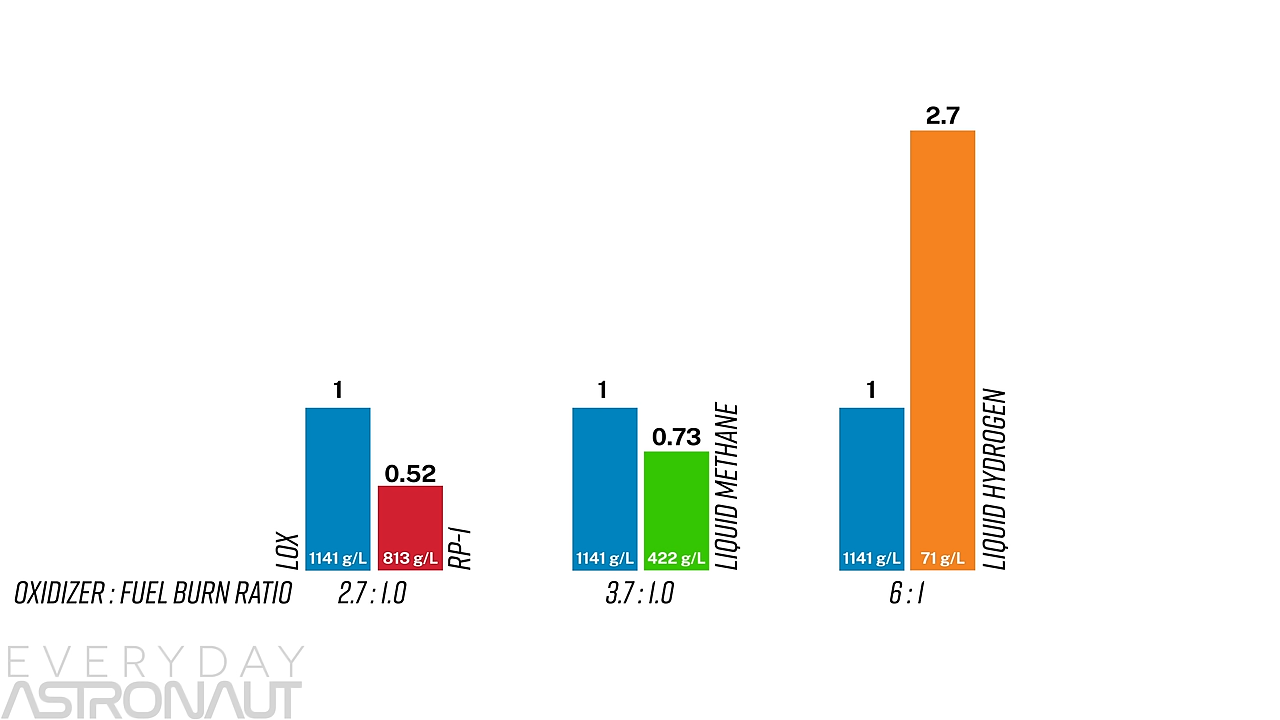 2.7
1
1
1
0.73
0.52
LOX
1141 g/L
813 g/L
RP-1
1141 g/L
422 g/L
LIQUID METHANE
1141 g/L
71 g/L
LIQUID HYDROGEN
OXIDIZER : FUEL BURN RATIO
2.7 : 1.0
3.7 : 1.0
6 : 1
EVERYDAY
ASTRONAUT